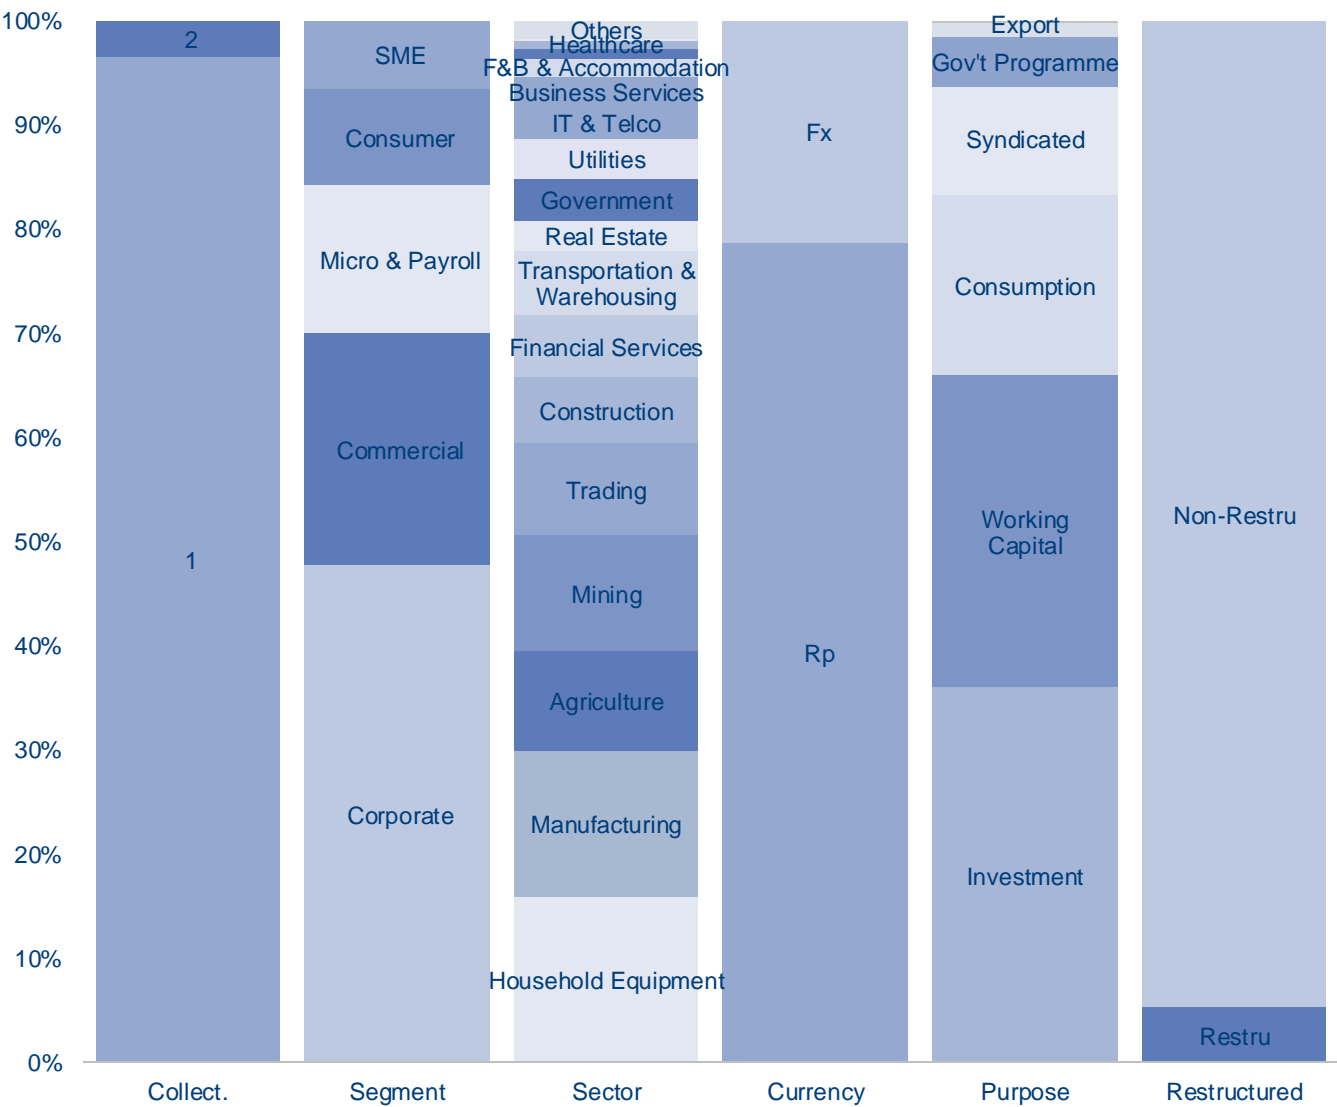 100%
90%
80%
70%
60%
50%
40%
30%
20%
10%
0%
2
1
SME
Consumer
Micro & Payroll
Commercial
Corporate
Others
Healthcare
F&B & Accommodation
Business Services
IT & Telco
Utilities
Government
Real Estate
Transportation &
Warehousing
Financial Services
Construction
Trading
Mining
Agriculture
Manufacturing
Household Equipment
Fx
Rp
Export
Gov't Programme
Syndicated
Consumption
Working
Capital
Investment
Non-Restru
Restru
Collect.
Segment
Sector
Currency
Purpose
Restructured